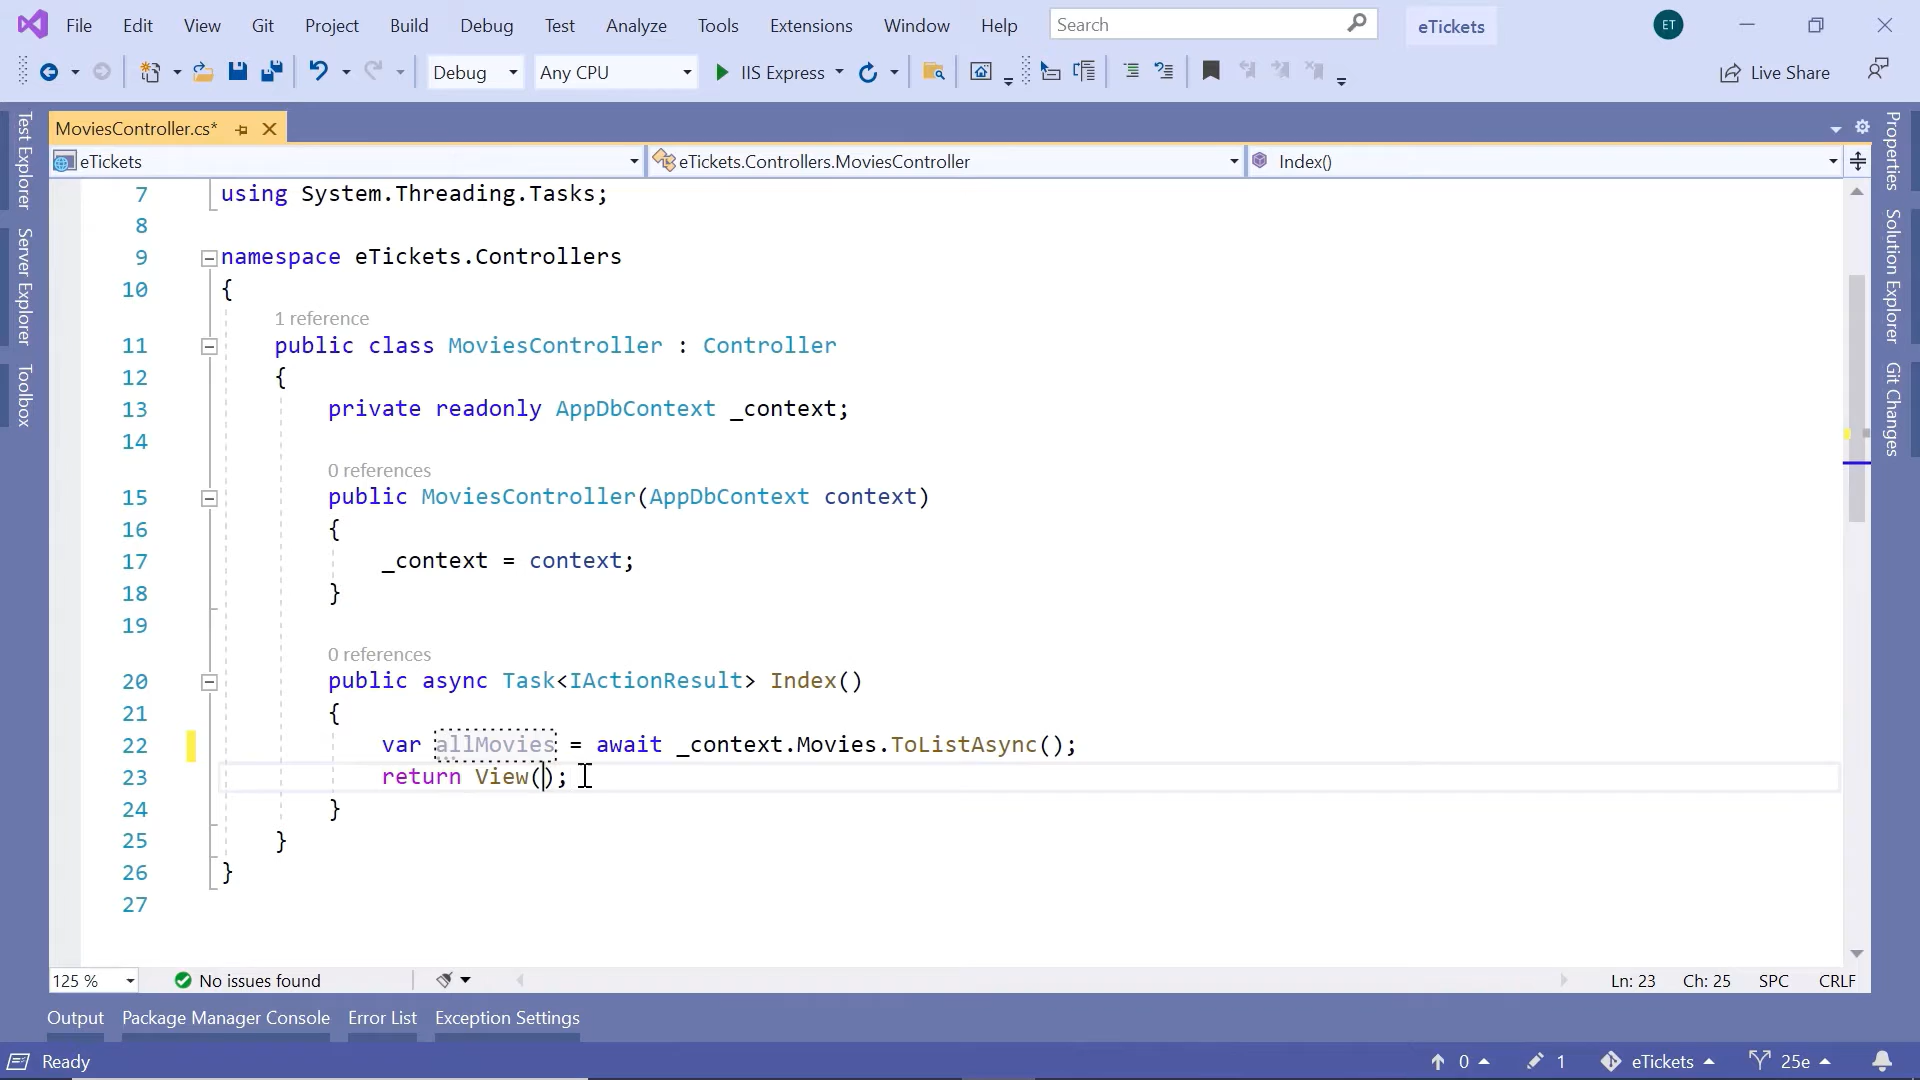 File Edit View Git Project Build Debug Test Analyze Tools Extensions Window Help Search eTickets ET
Debug Any CPU IIS Express Live Share
MoviesController.cs*
eTickets eTickets.Controllers.MoviesController Index()
Test Explorer
Server Explorer
Toolbox
7 using System.Threading.Tasks;
8
9 namespace eTickets.Controllers
10 {
1 reference
11 public class MoviesController : Controller
12 {
13 private readonly AppDbContext _context;
14
0 references
15 public MoviesController(AppDbContext context)
16 {
17 _context = context;
18 }
19
0 references
20 public async Task<IActionResult> Index()
21 {
22 var allMovies = await _context.Movies.ToListAsync();
23 return View();
24 }
25 }
26 }
27
Properties
Solution Explorer
Git Changes
125 % No issues found Ln: 23 Ch: 25 SPC CRLF
Output Package Manager Console Error List Exception Settings
Ready 0 1 eTickets 25e